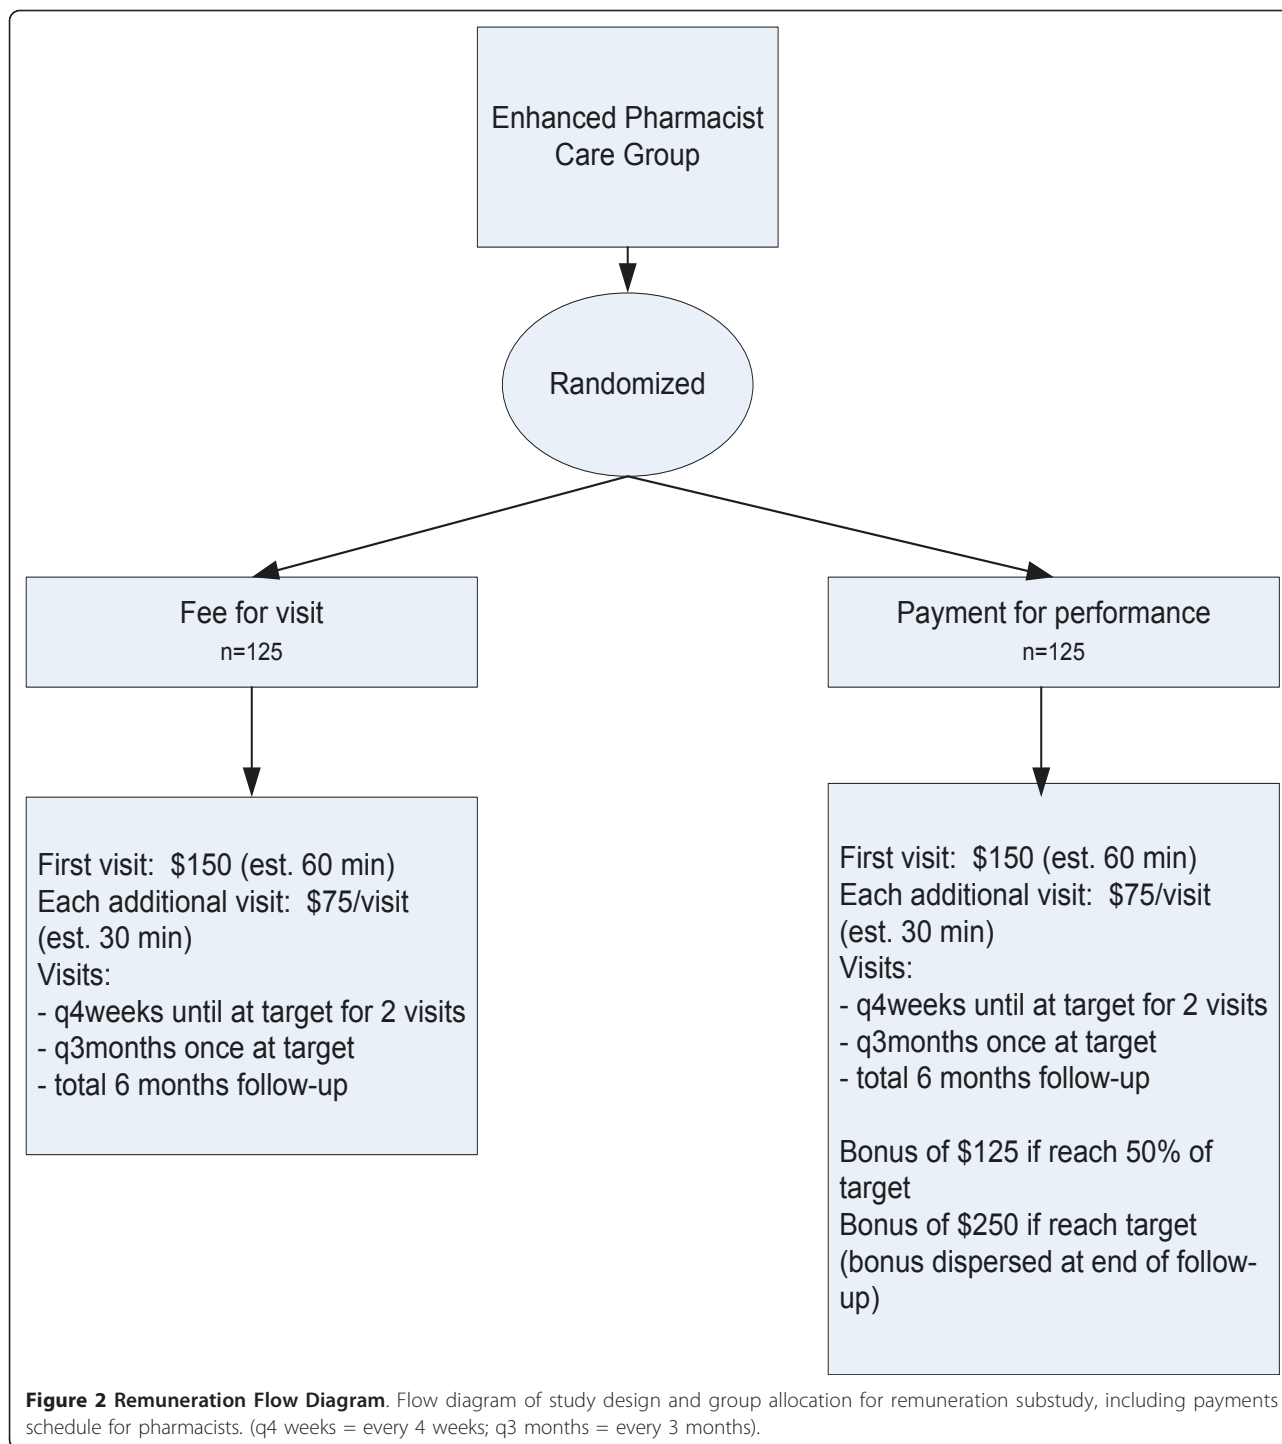 Enhanced Pharmacist
Care Group
Randomized
Fee for visit
n=125
Payment for performance
n=125
First visit:  $150 (est. 60 min)
Each additional visit:  $75/visit
(est. 30 min)
Visits:
- q4weeks until at target for 2 visits
- q3months once at target
- total 6 months follow-up
First visit:  $150 (est. 60 min)
Each additional visit:  $75/visit
(est. 30 min)
Visits:
- q4weeks until at target for 2 visits
- q3months once at target
- total 6 months follow-up
Bonus of $125 if reach 50% of
target
Bonus of $250 if reach target
(bonus dispersed at end of follow-
up)
Figure 2 Remuneration Flow Diagram. Flow diagram of study design and group allocation for remuneration substudy, including payments
schedule for pharmacists. (q4 weeks = every 4 weeks; q3 months = every 3 months).